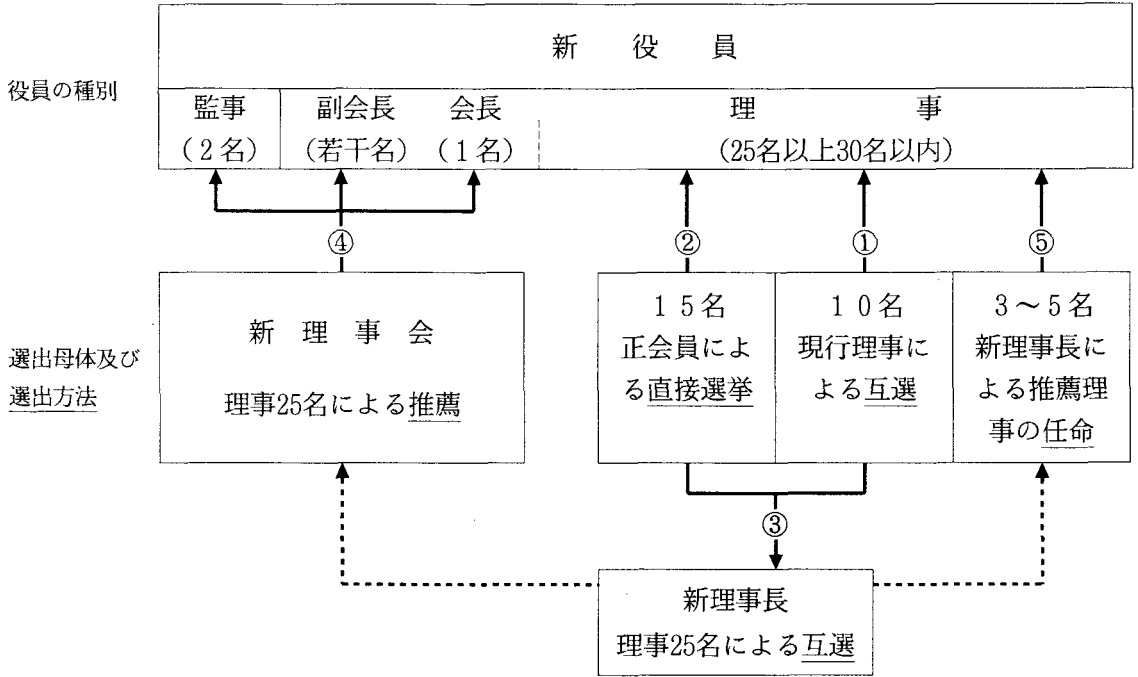 新役員
役員の種別
監事
(2名)
副会長
(若干名)
会長
(1名)
理事
(25名以上30名以内)
④
②
①
⑤
選出母体及び
選出方法
新理事会
理事25名による推薦
15名
正会員によ
る直接選挙
10名
現行理事に
よる互選
3~5名
新理事長に
よる推薦理
事の任命
③
新理事長
理事25名による互選